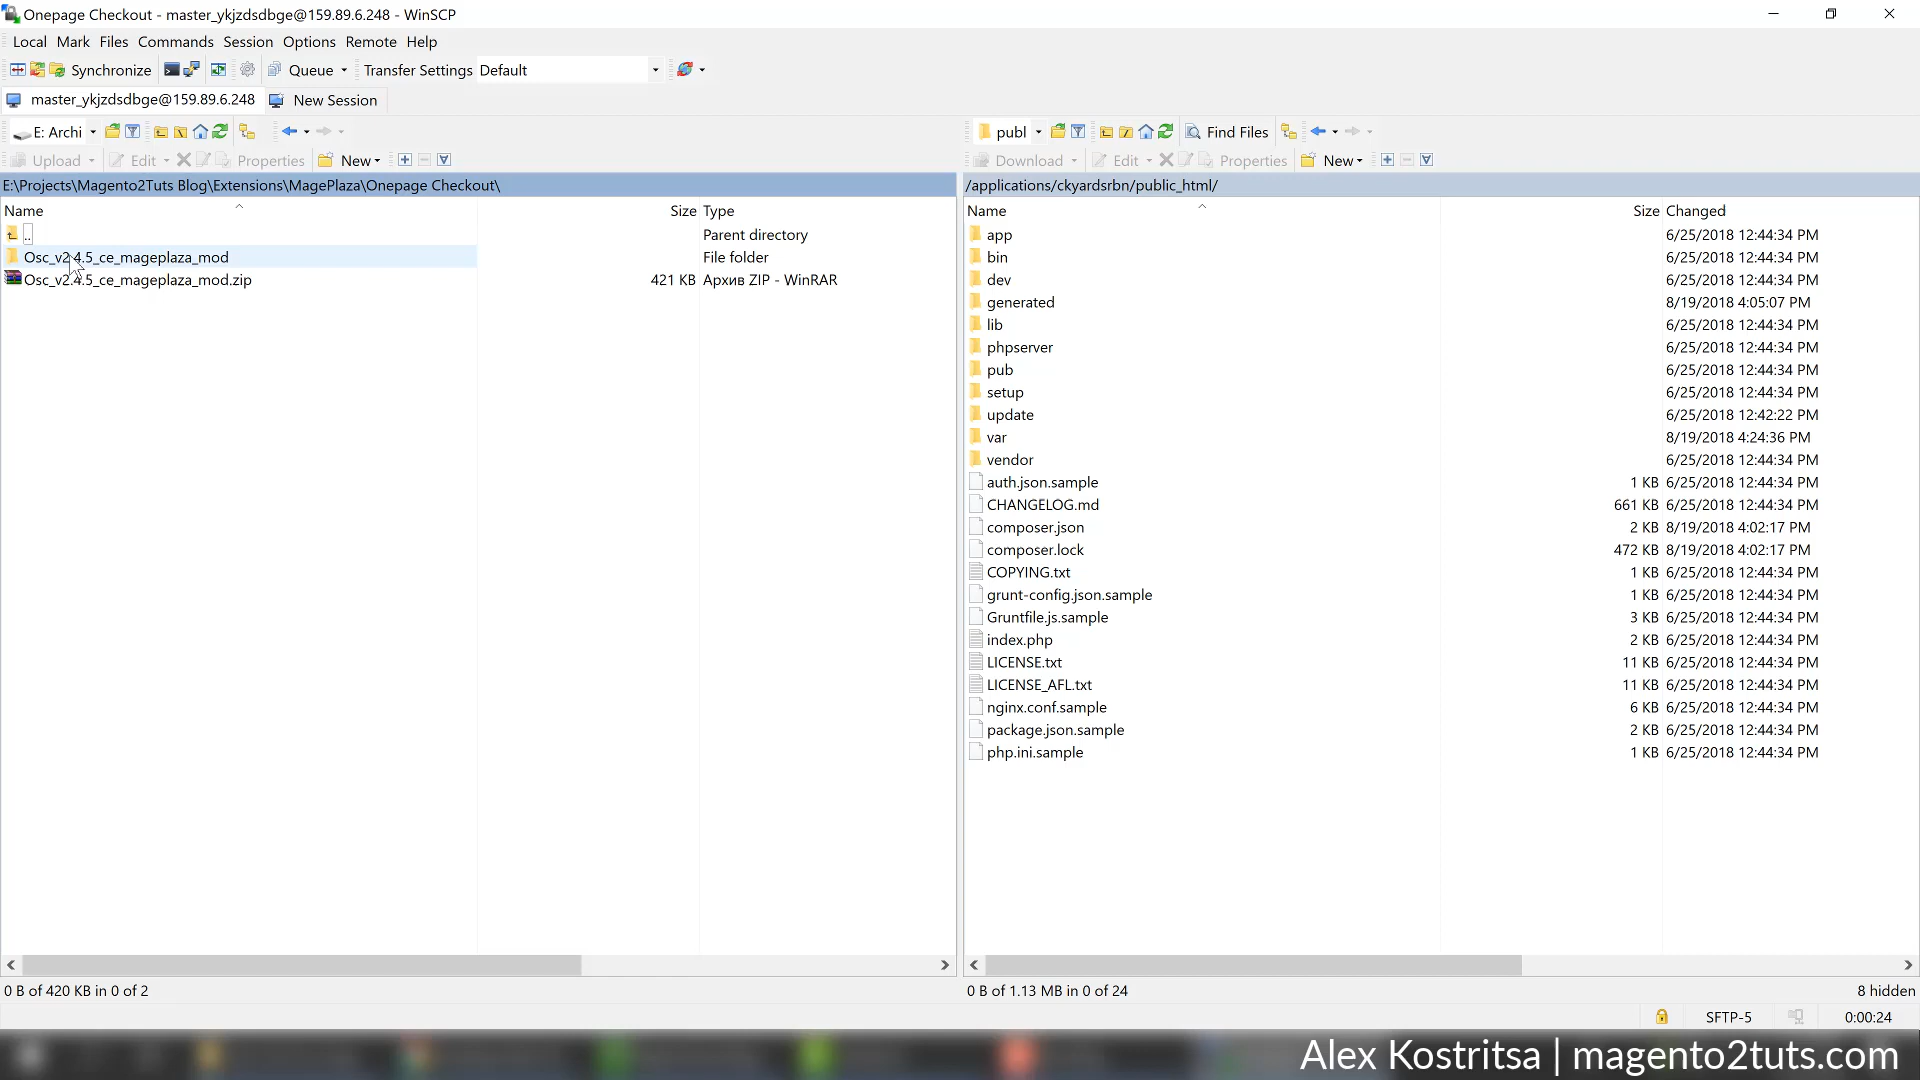 Onepage Checkout - master_ykjzdsdbge@159.89.6.248 - WinSCP
Local Mark Files Commands Session Options Remote Help
Synchronize Queue Transfer Settings Default
master_ykjzdsdbge@159.89.6.248 New Session
E: Archi
publ Find Files
Upload Edit Properties New
Download Edit Properties New
E:\Projects\Magento2Tuts Blog\Extensions\MagePlaza\Onepage Checkout\
Name Size Type
.. Parent directory
Osc_v2.4.5_ce_mageplaza_mod File folder
Osc_v2.4.5_ce_mageplaza_mod.zip 421 KB Архив ZIP - WinRAR
0 B of 420 KB in 0 of 2
/applications/ckyardsrbn/public_html/
Name Size Changed
app 6/25/2018 12:44:34 PM
bin 6/25/2018 12:44:34 PM
dev 6/25/2018 12:44:34 PM
generated 8/19/2018 4:05:07 PM
lib 6/25/2018 12:44:34 PM
phpserver 6/25/2018 12:44:34 PM
pub 6/25/2018 12:44:34 PM
setup 6/25/2018 12:44:34 PM
update 6/25/2018 12:42:22 PM
var 8/19/2018 4:24:36 PM
vendor 6/25/2018 12:44:34 PM
auth.json.sample 1 KB 6/25/2018 12:44:34 PM
CHANGELOG.md 661 KB 6/25/2018 12:44:34 PM
composer.json 2 KB 8/19/2018 4:02:17 PM
composer.lock 472 KB 8/19/2018 4:02:17 PM
COPYING.txt 1 KB 6/25/2018 12:44:34 PM
grunt-config.json.sample 1 KB 6/25/2018 12:44:34 PM
Gruntfile.js.sample 3 KB 6/25/2018 12:44:34 PM
index.php 2 KB 6/25/2018 12:44:34 PM
LICENSE.txt 11 KB 6/25/2018 12:44:34 PM
LICENSE_AFL.txt 11 KB 6/25/2018 12:44:34 PM
nginx.conf.sample 6 KB 6/25/2018 12:44:34 PM
package.json.sample 2 KB 6/25/2018 12:44:34 PM
php.ini.sample 1 KB 6/25/2018 12:44:34 PM
0 B of 1.13 MB in 0 of 24 8 hidden
SFTP-5 0:00:24
Alex Kostritsa | magento2tuts.com